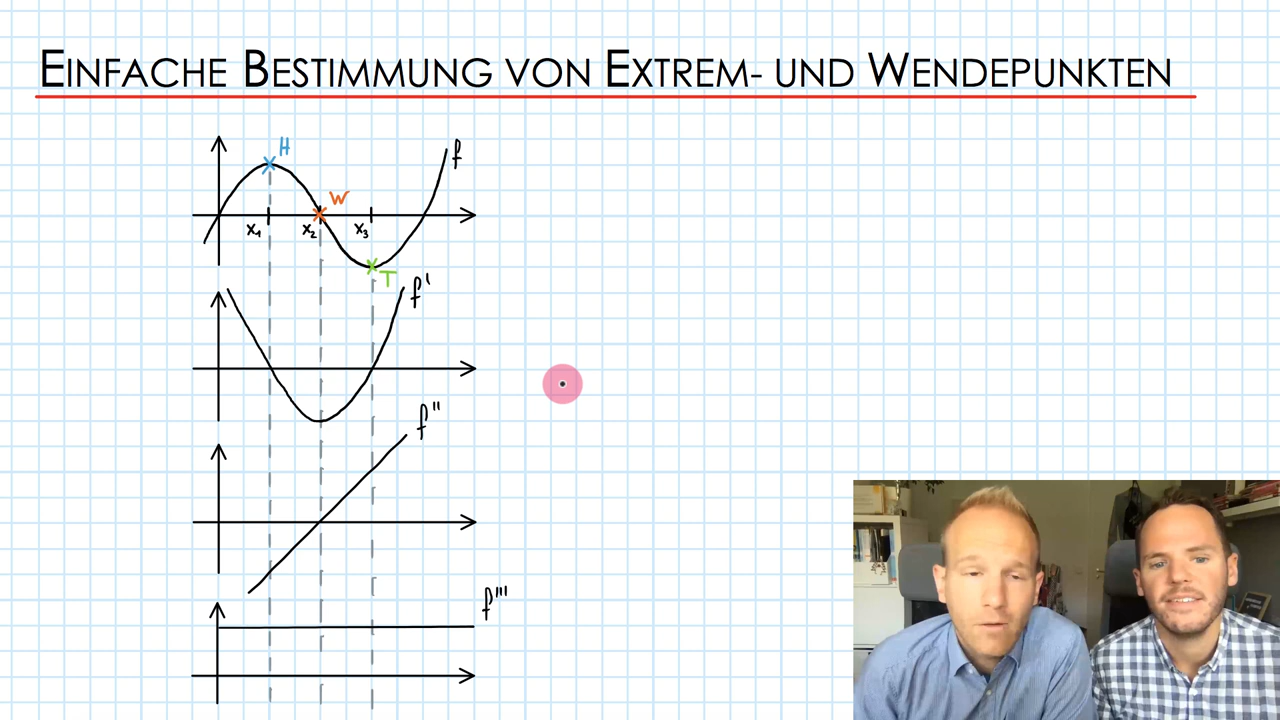 EINFACHE BESTIMMUNG VON EXTREM- UND WENDEPUNKTEN
H
f
W
x₁ x₂ x₃
T
f'
f''
f'''